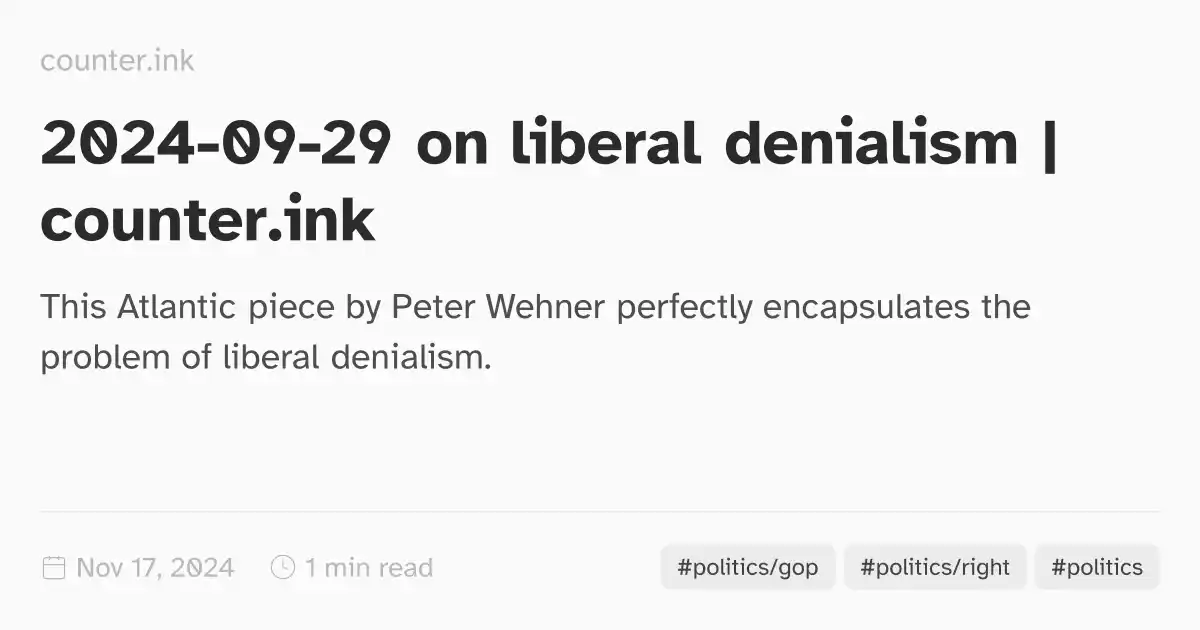 counter.ink
2024-09-29 on liberal denialism |
counter.ink
This Atlantic piece by Peter Wehner perfectly encapsulates the
problem of liberal denialism.
Nov 17, 2024 1 min read #politics/gop #politics/right #politics